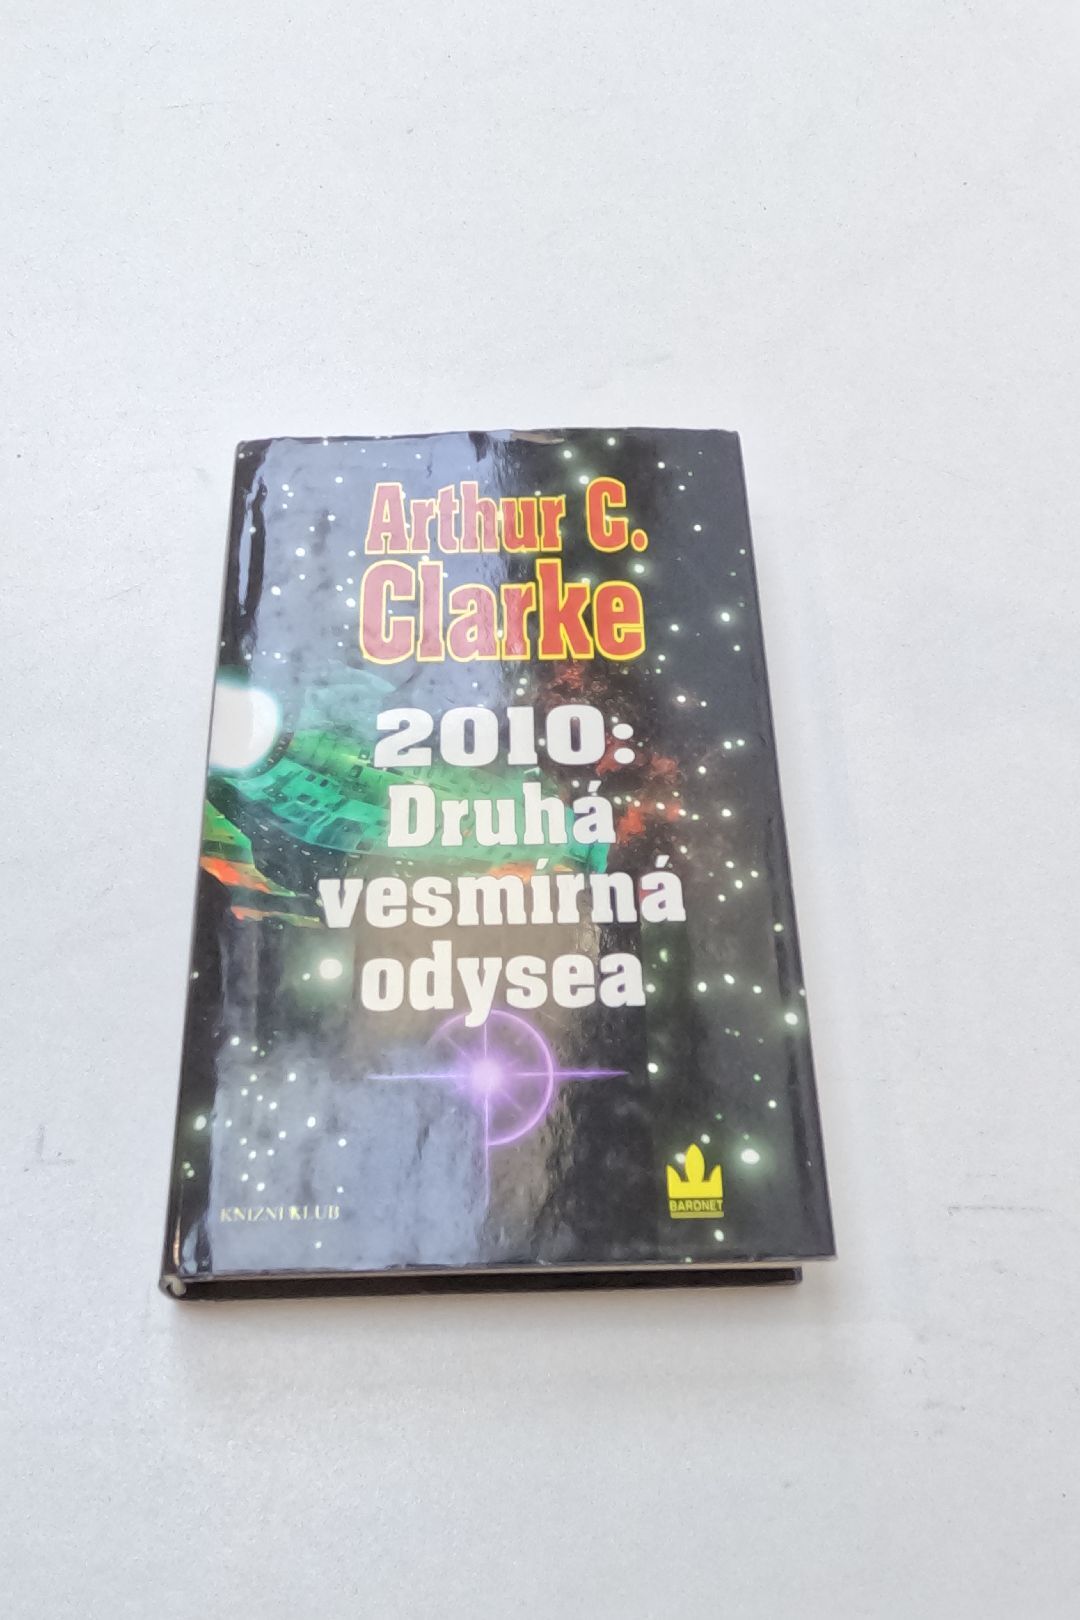 Arthur C.
Clarke
2010:
Druhá
vesmírná
odysea
KNIŽNÍ KLUB
BARONET